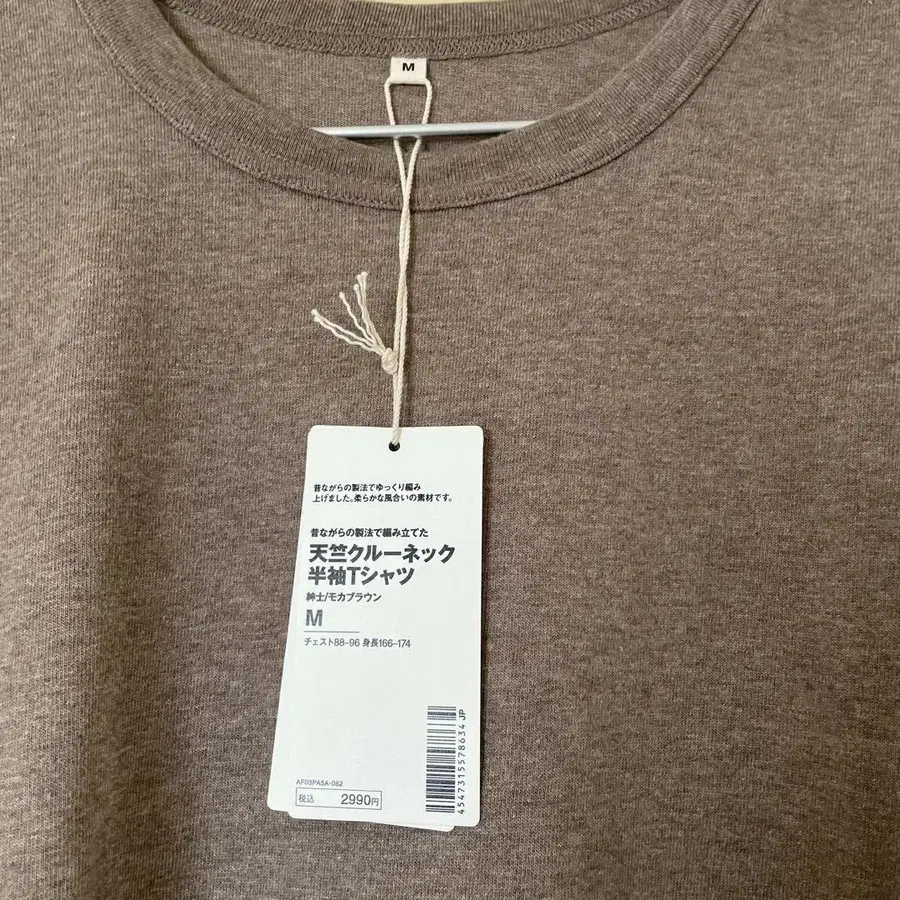 M
昔ながらの製法でゆっくり編み
上げました。柔らかな風合いの素材です。
昔ながらの製法で編み立てた
天竺クルーネック
半袖Tシャツ
紳士/モカブラウン
M
チェスト88-96 身長166-174
4547315578634 JP
AF03PA5A-082
税込 2990円